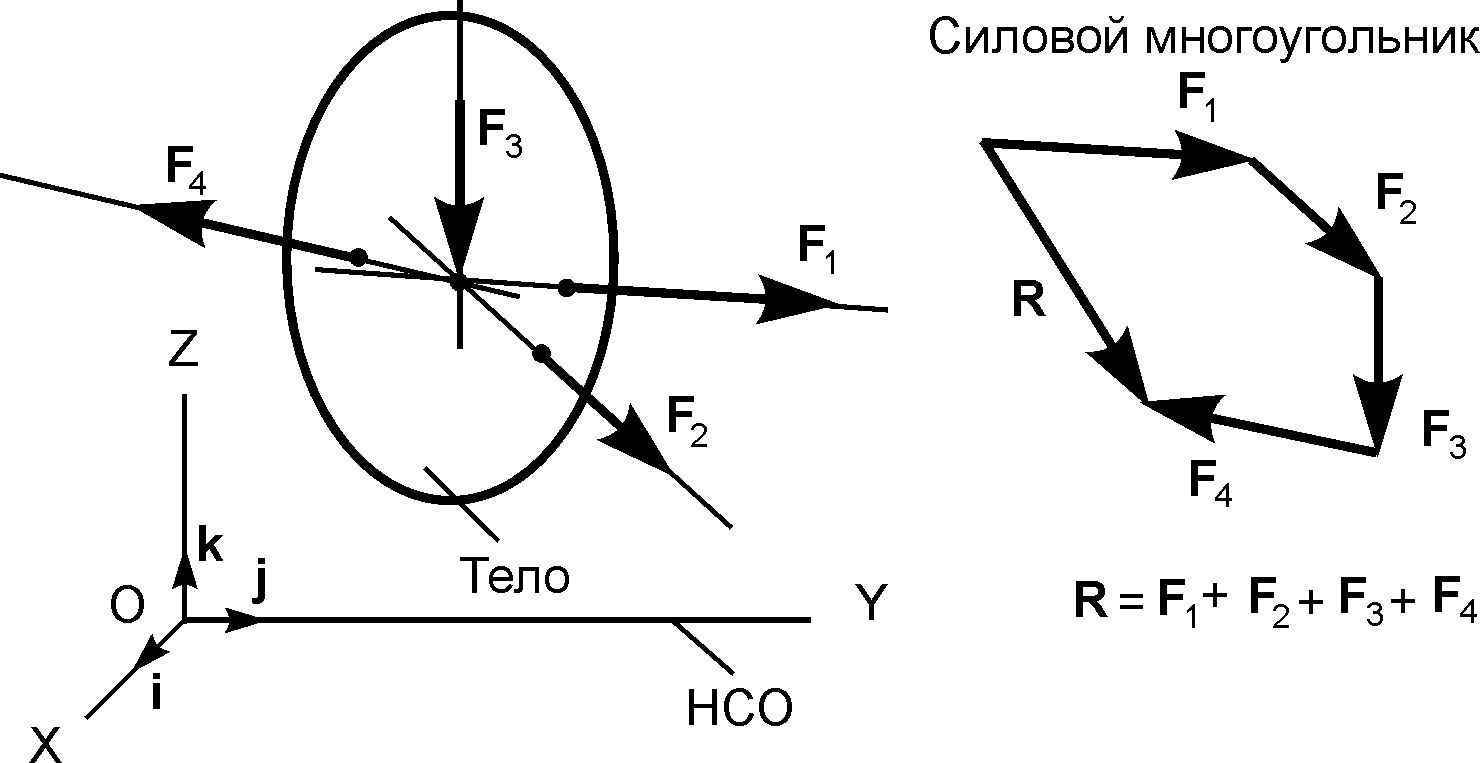 Силовой многоугольник
F1
F3
F4
F2
F1
R
Z
F2
F3
F4
k
Тело
O
j
Y
R = F1 + F2 + F3 + F4
i
НСО
X